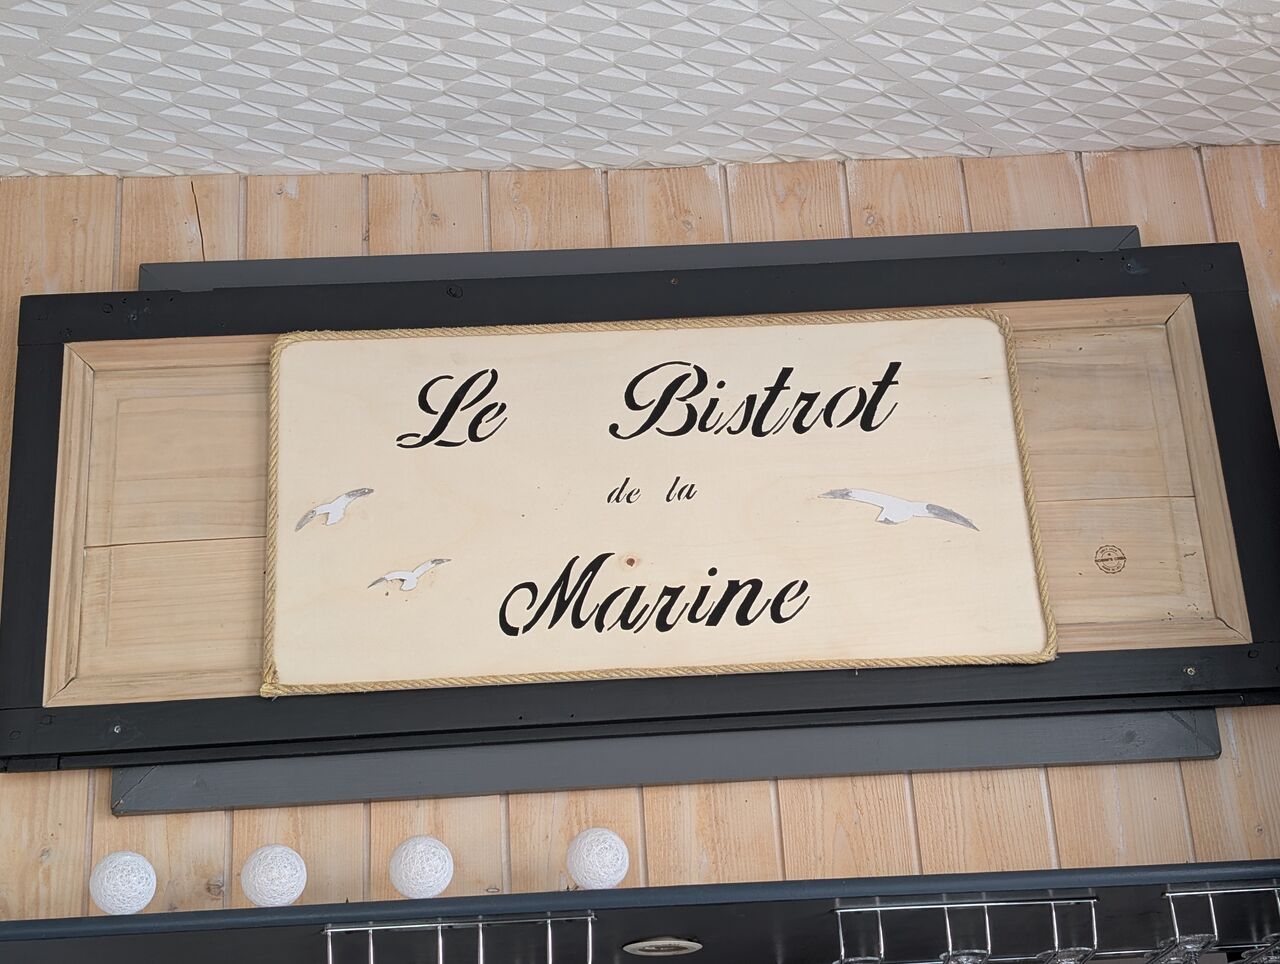 Le Bistrot
de la
Marine